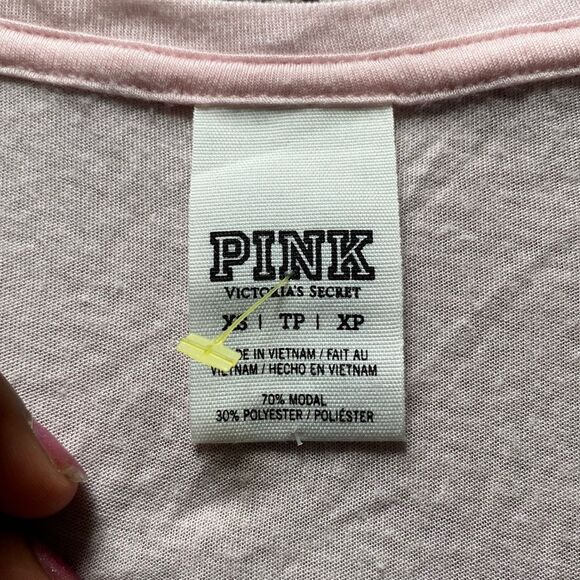 PINK
VICTORIA'S SECRET
XS | TP | XP
IN VIETNAM / FAIT AU
VIETNAM / HECHO EN VIETNAM
70% MODAL
30% POLYESTER / POLIÉSTER